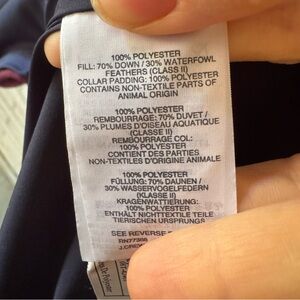 100% POLYESTER
FILL: 70% DOWN / 30% WATERFOWL
FEATHERS (CLASS II)
COLLAR PADDING: 100% POLYESTER
CONTAINS NON-TEXTILE PARTS OF
ANIMAL ORIGIN
100% POLYESTER
REMBOURRAGE: 70% DUVET /
30% PLUMES D'OISEAU AQUATIQUE
(CLASSE II)
REMBOURRAGE COL:
100% POLYESTER
CONTIENT DES PARTIES
NON-TEXTILES D'ORIGINE ANIMALE
100% POLYESTER
FÜLLUNG: 70% DAUNEN /
30% WASSERVOGELFEDERN
(KLASSE II)
KRAGENWATTIERUNG:
100% POLYESTER
ENTHÄLT NICHTTEXTILE TEILE
TIERISCHEN URSPRUNGS
SEE REVERSE
RN77388